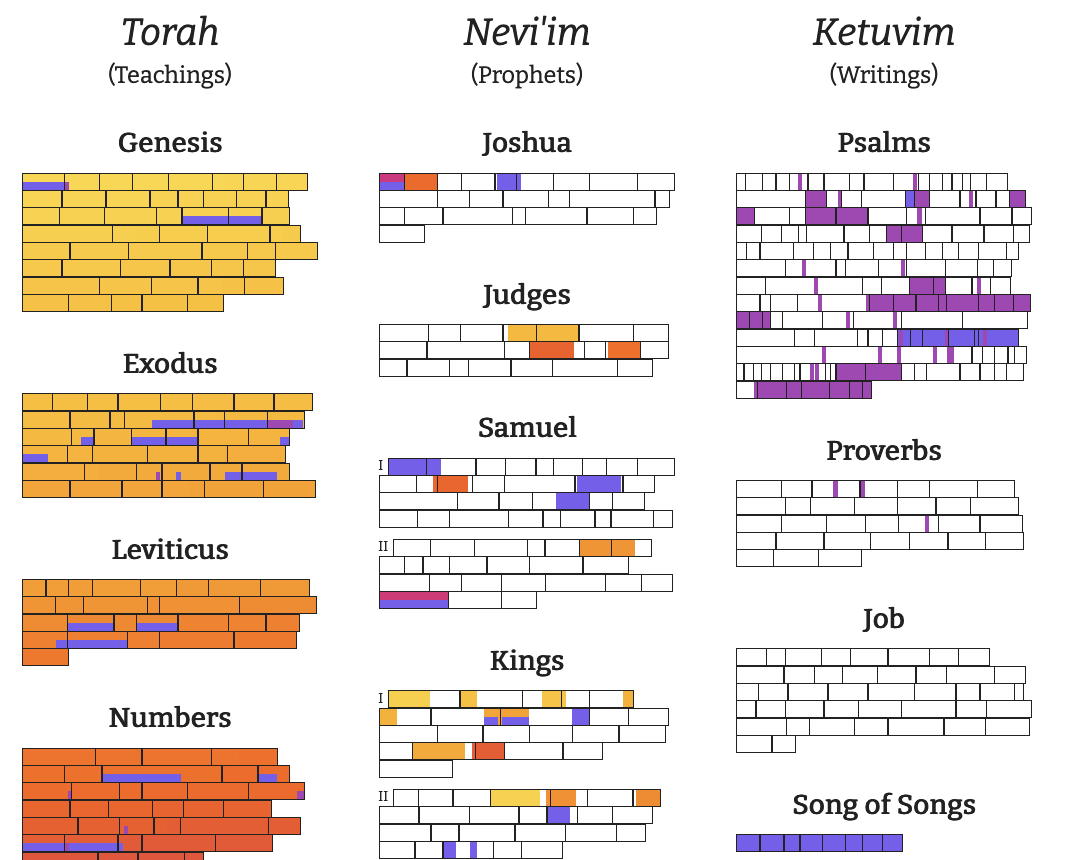 Torah
(Teachings)
Genesis
Exodus
Leviticus
Numbers
Nevi'im
(Prophets)
Joshua
Judges
Samuel
I
II
Kings
I
II
Ketuvim
(Writings)
Psalms
Proverbs
Job
Song of Songs